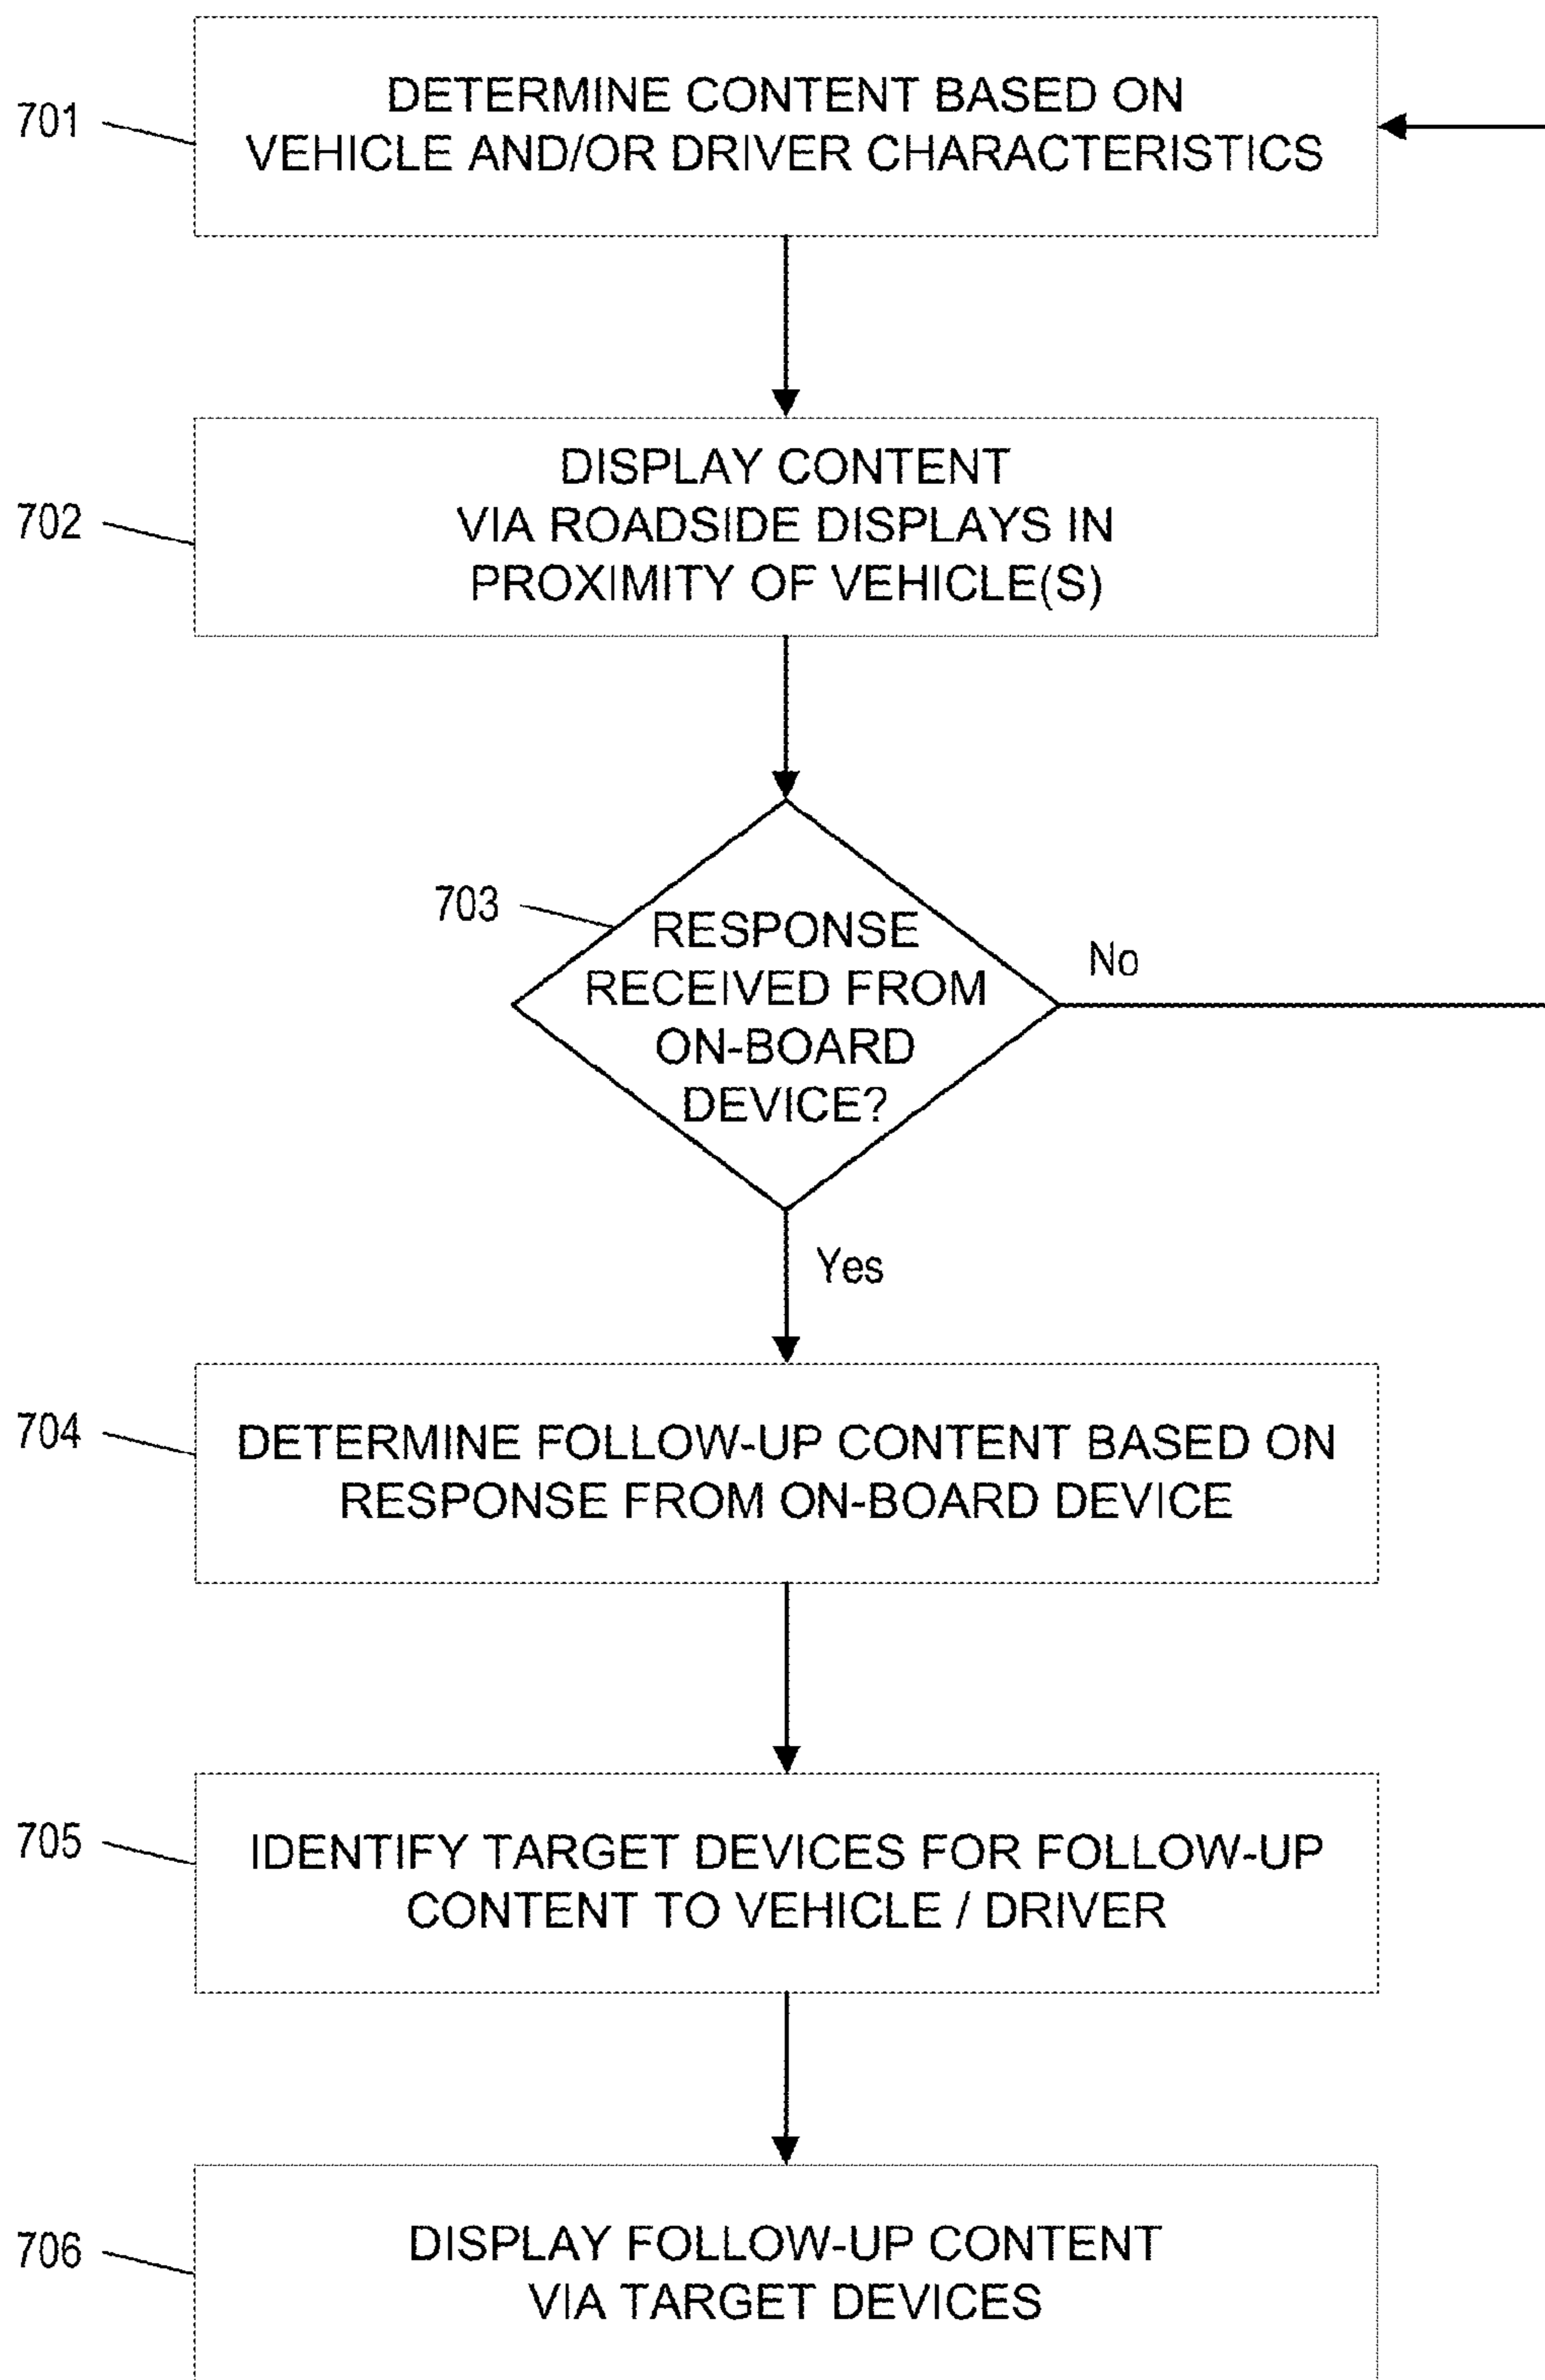 701
DETERMINE CONTENT BASED ON
VEHICLE AND/OR DRIVER CHARACTERISTICS
702
DISPLAY CONTENT
VIA ROADSIDE DISPLAYS IN
PROXIMITY OF VEHICLE(S)
703
RESPONSE
RECEIVED FROM
ON-BOARD
DEVICE?
No
Yes
704
DETERMINE FOLLOW-UP CONTENT BASED ON
RESPONSE FROM ON-BOARD DEVICE
705
IDENTIFY TARGET DEVICES FOR FOLLOW-UP
CONTENT TO VEHICLE / DRIVER
706
DISPLAY FOLLOW-UP CONTENT
VIA TARGET DEVICES